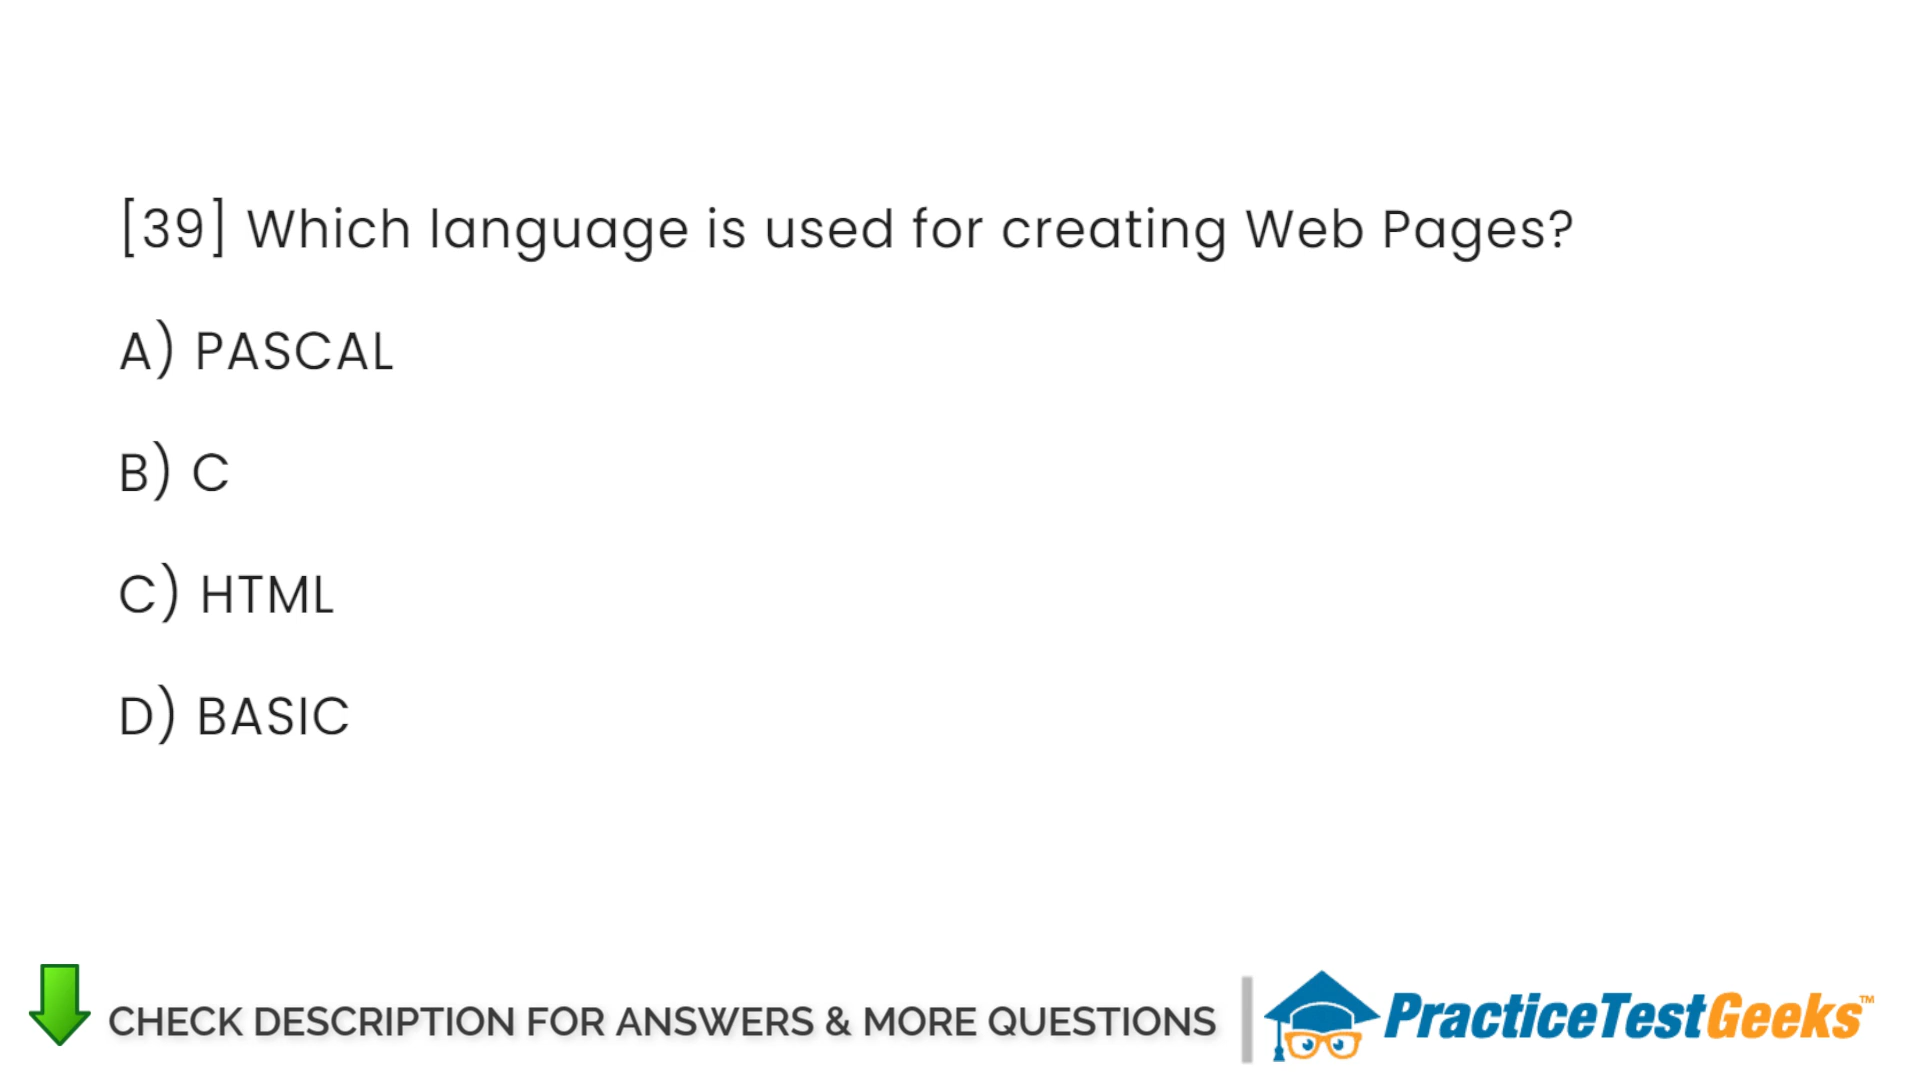 [39] Which language is used for creating Web Pages?
A) PASCAL
B) C
C) HTML
D) BASIC
CHECK DESCRIPTION FOR ANSWERS & MORE QUESTIONS
PracticeTestGeeks™